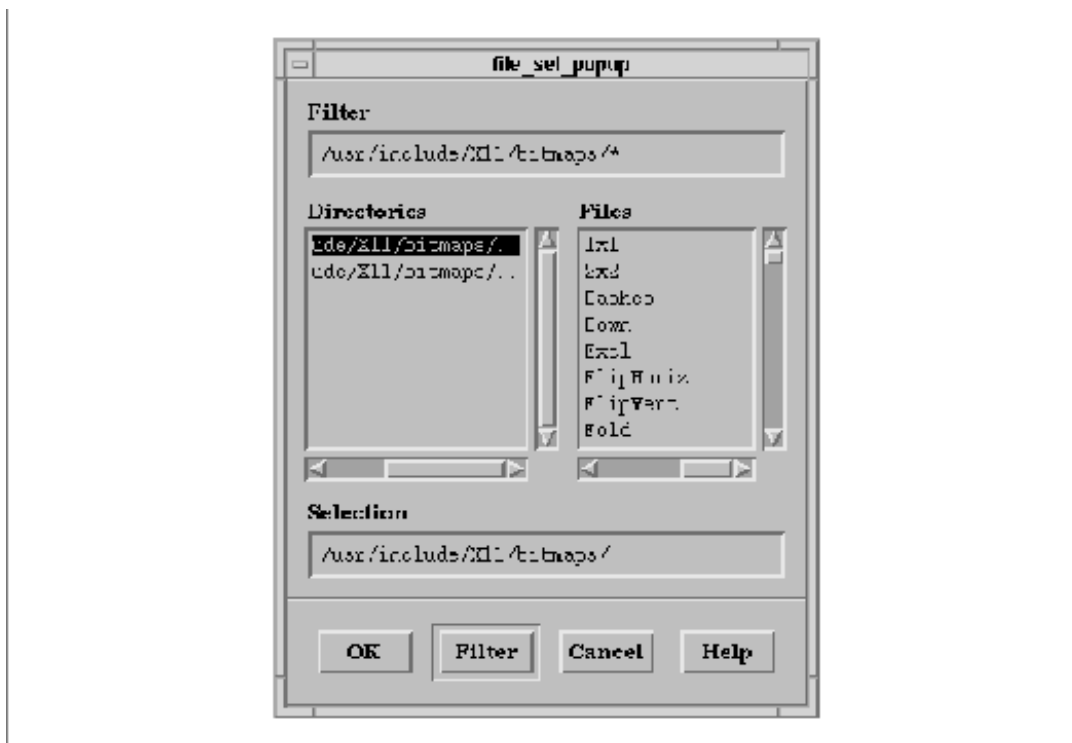 file_sel_popup
Filter
/usr/include/X11/bitmaps/*
Directories
ude/X11/bitmaps/.
ude/X11/bitmaps/..
Files
1x1
2x2
Dashes
Down
Excl
FlipHoriz
FlipVert
Fold
Selection
/usr/include/X11/bitmaps/
OK
Filter
Cancel
Help